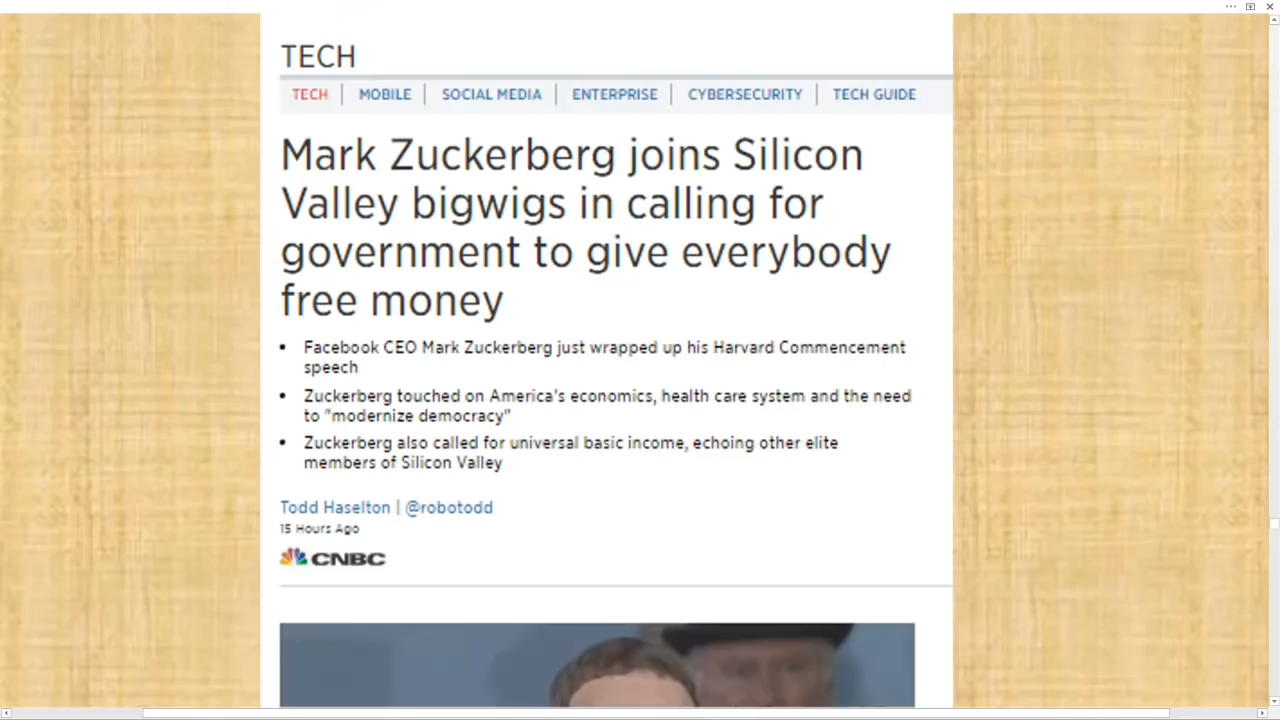 TECH
TECH | MOBILE | SOCIAL MEDIA | ENTERPRISE | CYBERSECURITY | TECH GUIDE
Mark Zuckerberg joins Silicon
Valley bigwigs in calling for
government to give everybody
free money
• Facebook CEO Mark Zuckerberg just wrapped up his Harvard Commencement
speech
• Zuckerberg touched on America's economics, health care system and the need
to "modernize democracy"
• Zuckerberg also called for universal basic income, echoing other elite
members of Silicon Valley
Todd Haselton | @robotodd
15 Hours Ago
CNBC